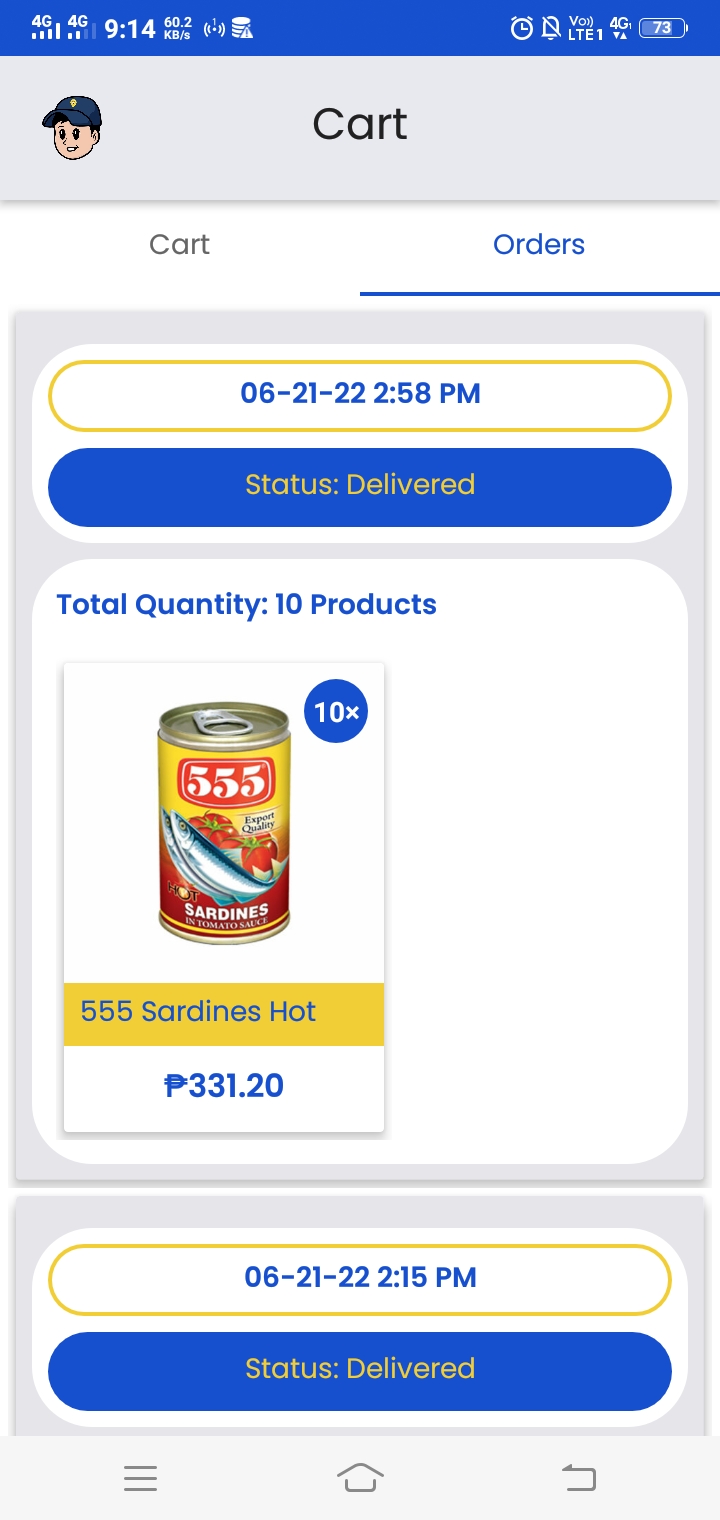 4G 4G 9:14 60.2 KB/s Vo)) LTE1 4G 73
Cart
Cart Orders
06-21-22 2:58 PM
Status: Delivered
Total Quantity: 10 Products
10×
555
Export
Quality
HOT
SARDINES
IN TOMATO SAUCE
555 Sardines Hot
₱331.20
06-21-22 2:15 PM
Status: Delivered